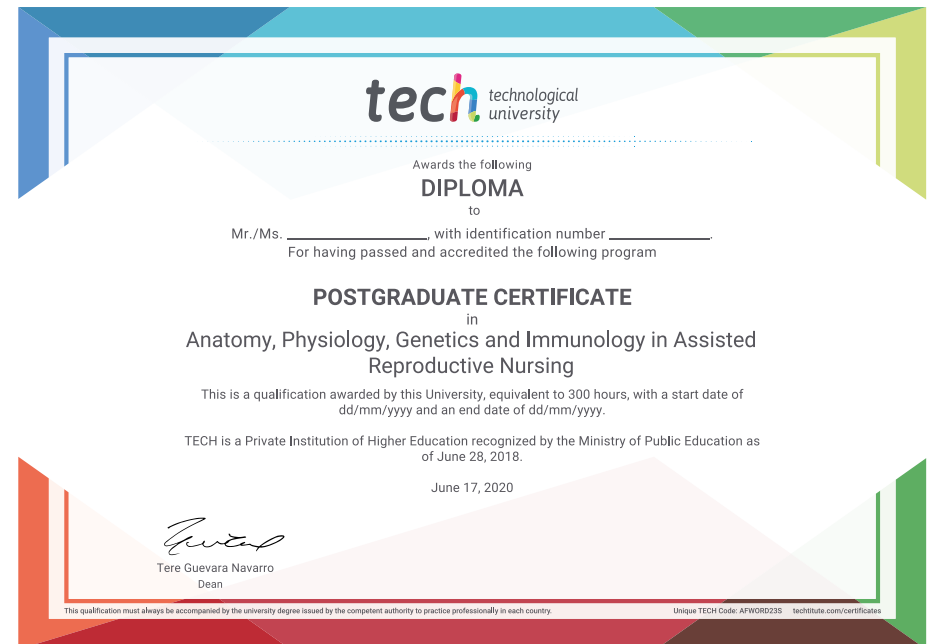 tech technological
university
Awards the following
DIPLOMA
to
Mr./Ms. ____________________, with identification number ______________.
For having passed and accredited the following program
POSTGRADUATE CERTIFICATE
in
Anatomy, Physiology, Genetics and Immunology in Assisted
Reproductive Nursing
This is a qualification awarded by this University, equivalent to 300 hours, with a start date of
dd/mm/yyyy and an end date of dd/mm/yyyy.
TECH is a Private Institution of Higher Education recognized by the Ministry of Public Education as
of June 28, 2018.
June 17, 2020
Tere Guevara Navarro
Dean
This qualification must always be accompanied by the university degree issued by the competent authority to practice professionally in each country.
Unique TECH Code: AFWORD23S techtitute.com/certificates